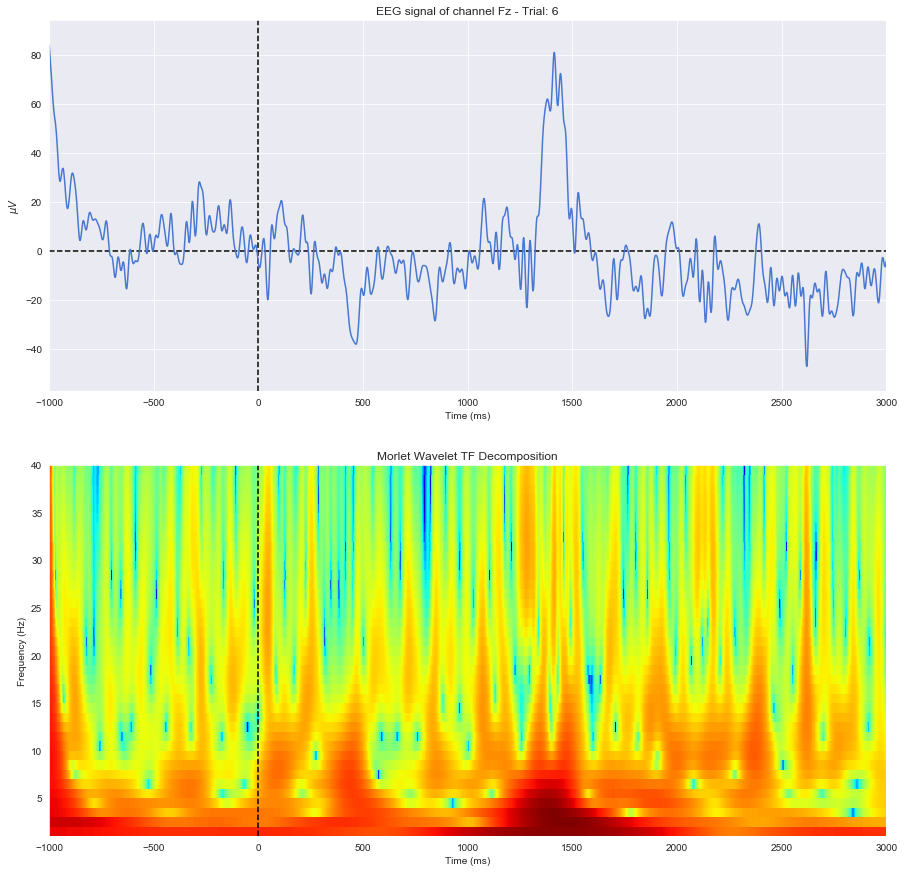 EEG signal of channel Fz - Trial: 6
80
60
40
20
0
−20
−40
μV
−1000 −500 0 500 1000 1500 2000 2500 3000
Time (ms)
Morlet Wavelet TF Decomposition
40
35
30
25
20
15
10
5
Frequency (Hz)
−1000 −500 0 500 1000 1500 2000 2500 3000
Time (ms)